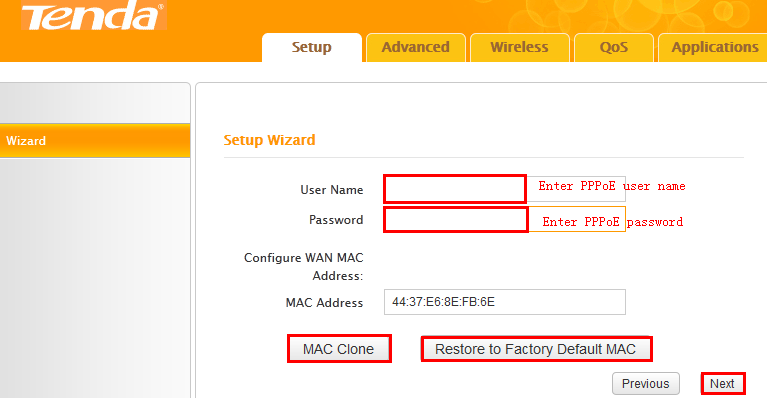 Tenda®
Setup Advanced Wireless QoS Applications
Wizard
Setup Wizard
User Name Enter PPPoE user name
Password Enter PPPoE password
Configure WAN MAC
Address:
MAC Address 44:37:E6:8E:FB:6E
MAC Clone Restore to Factory Default MAC
Previous Next